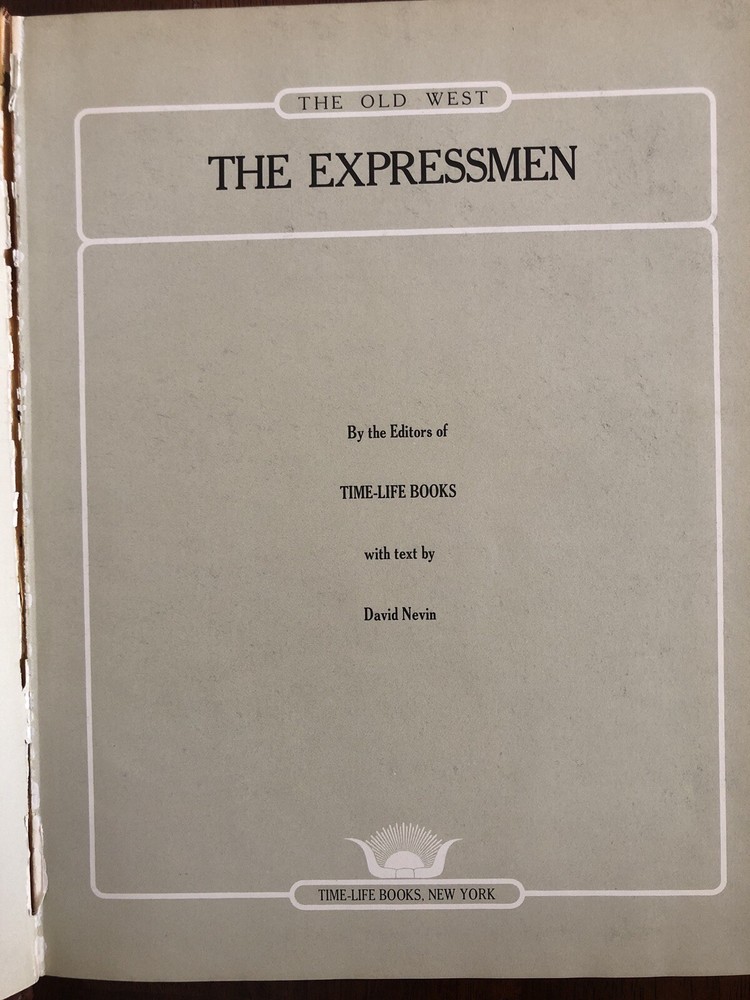 THE OLD WEST
THE EXPRESSMEN
By the Editors of
TIME-LIFE BOOKS
with text by
David Nevin
TIME-LIFE BOOKS, NEW YORK